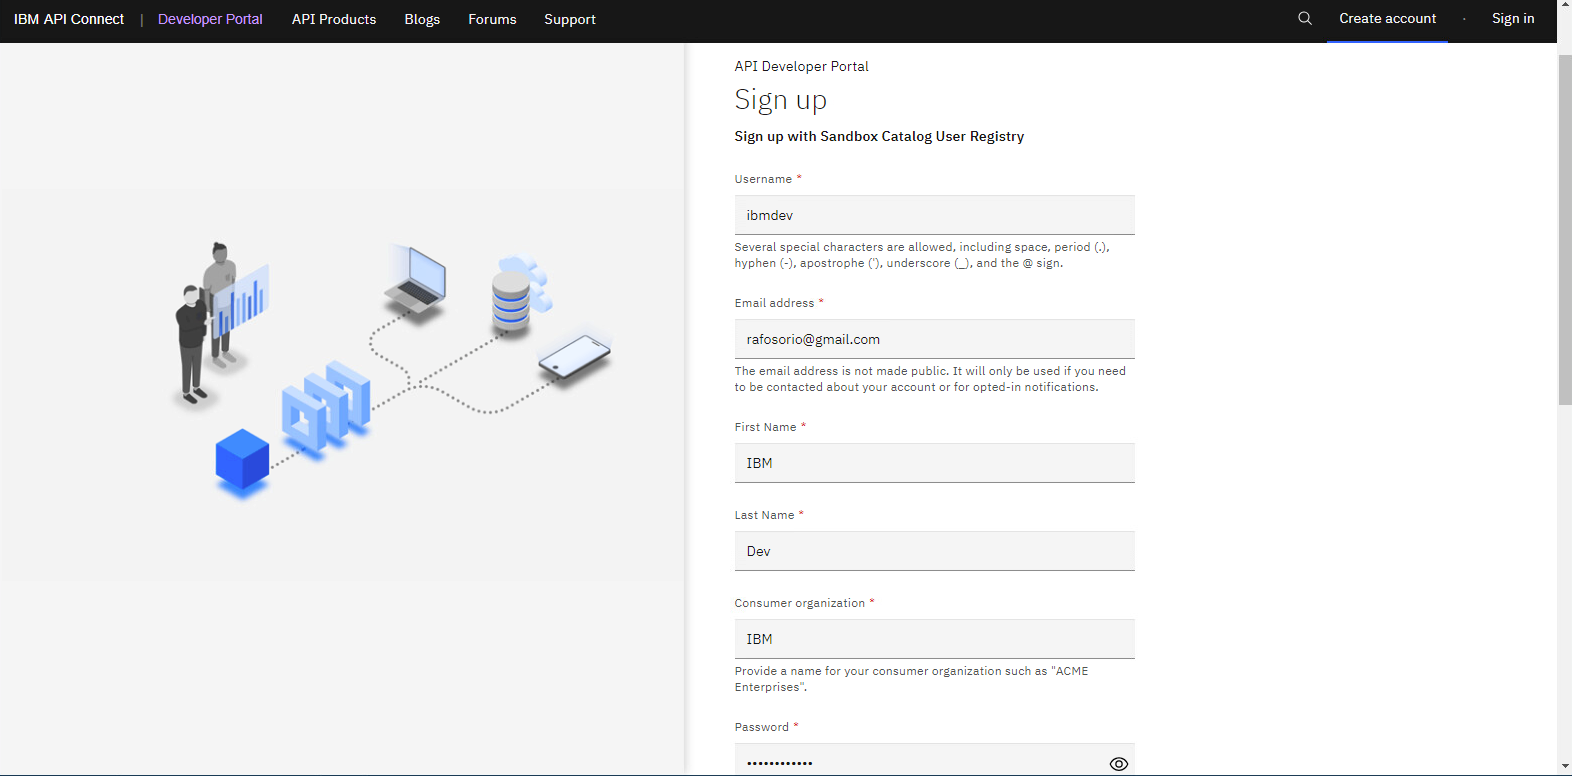 IBM API Connect | Developer Portal API Products Blogs Forums Support Create account · Sign in
API Developer Portal
Sign up
Sign up with Sandbox Catalog User Registry
Username *
ibmdev
Several special characters are allowed, including space, period (.),
hyphen (-), apostrophe ('), underscore (_), and the @ sign.
Email address *
rafosorio@gmail.com
The email address is not made public. It will only be used if you need
to be contacted about your account or for opted-in notifications.
First Name *
IBM
Last Name *
Dev
Consumer organization *
IBM
Provide a name for your consumer organization such as "ACME
Enterprises".
Password *
••••••••••••